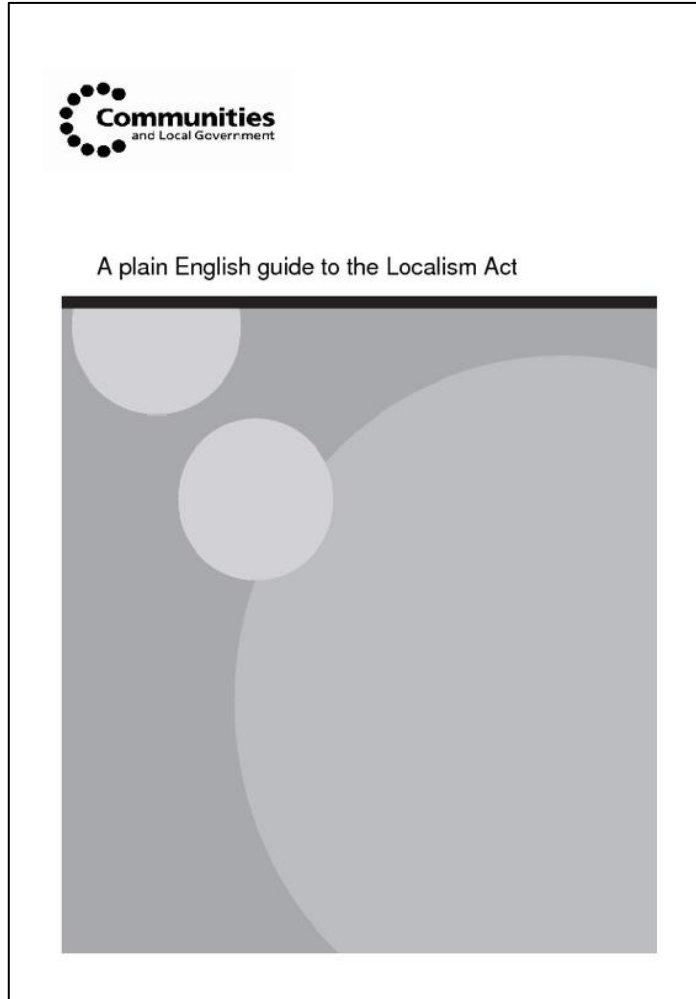 Communities
and Local Government
A plain English guide to the Localism Act